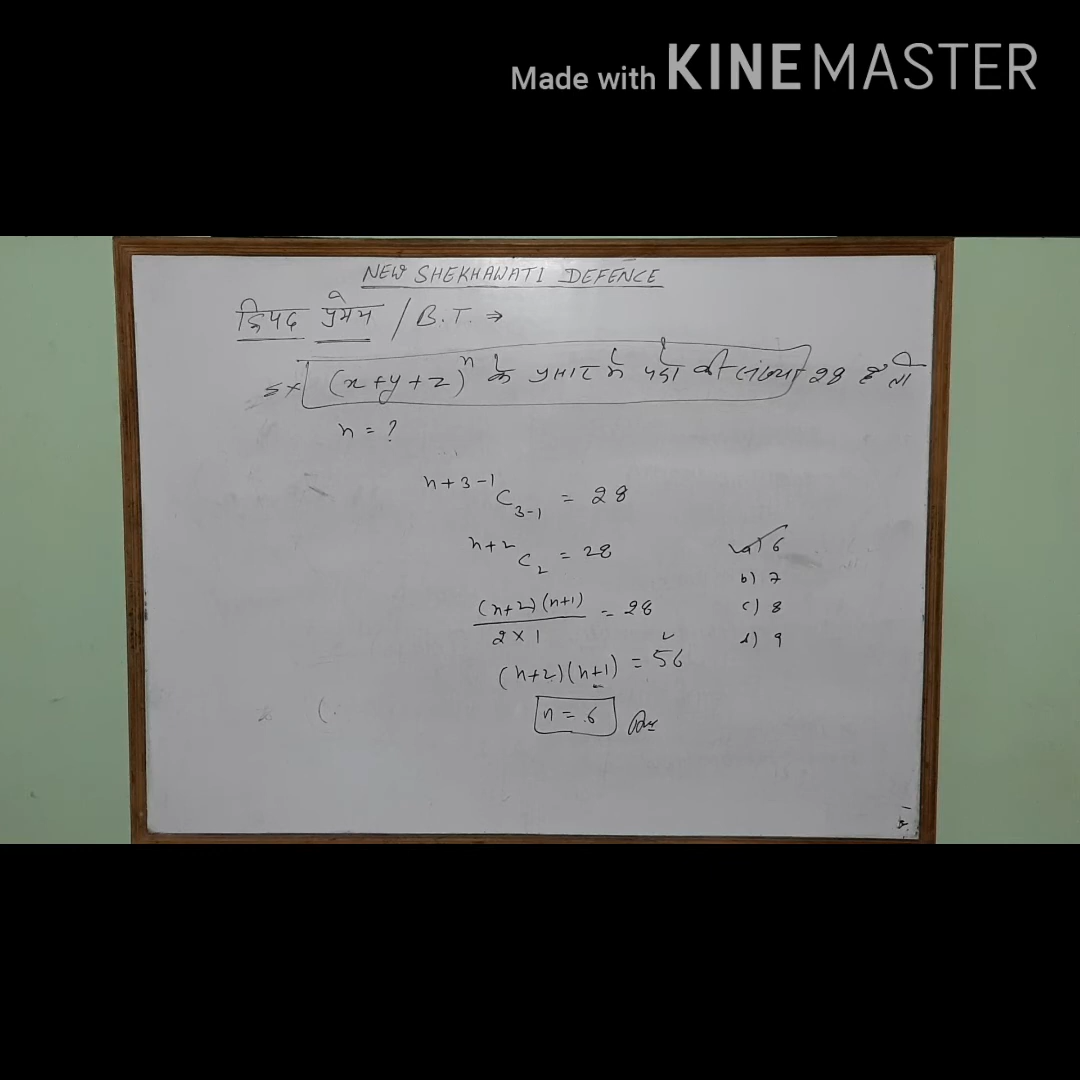 Made with KINEMASTER
NEW SHEKHAWATI DEFENCE
द्विपद प्रमेय / B.T. ⇒
Ex (x+y+z)ⁿ के प्रसार में पदों की संख्या 28 है तो
n = ?
ⁿ⁺³⁻¹C₃₋₁ = 28
ⁿ⁺²C₂ = 28
a) 6
b) 7
(n+2)(n+1) / 2×1 = 28
c) 8
d) 9
(n+2)(n+1) = 56
n = 6 Ans